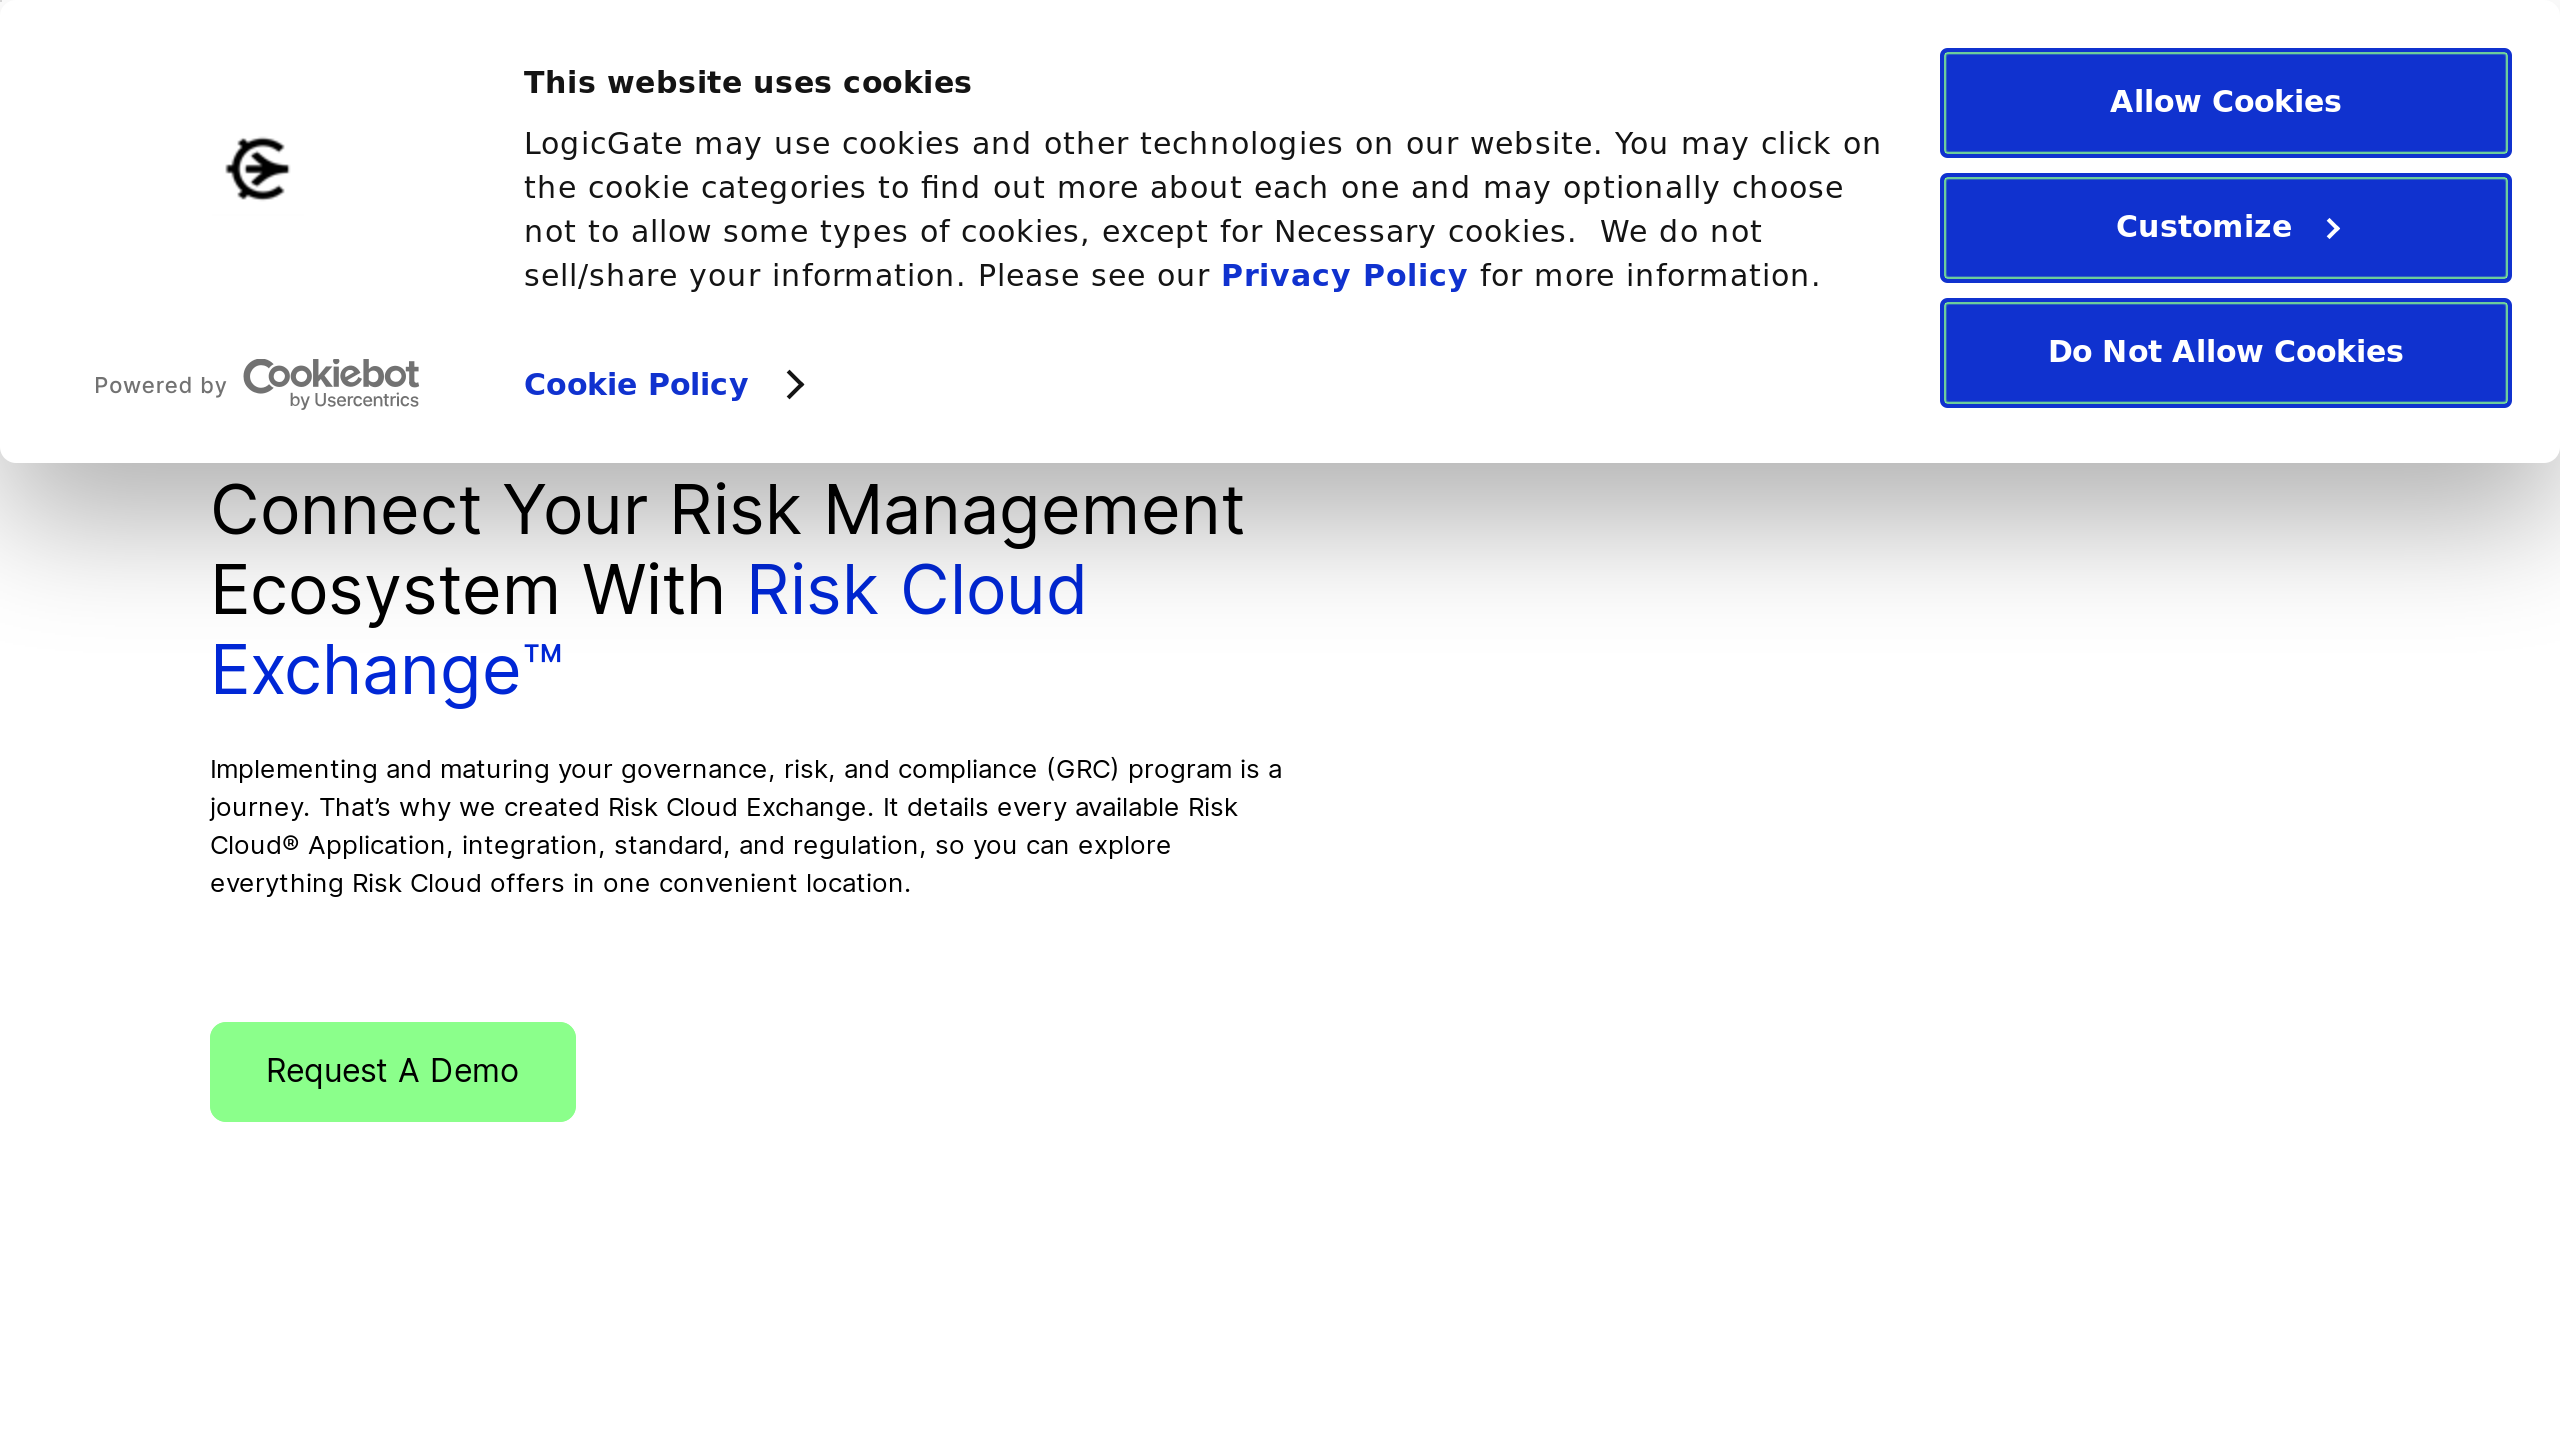 This website uses cookies
LogicGate may use cookies and other technologies on our website. You may click on
the cookie categories to find out more about each one and may optionally choose
not to allow some types of cookies, except for Necessary cookies.  We do not
sell/share your information. Please see our Privacy Policy for more information.
Powered by Cookiebot
by Usercentrics
Cookie Policy
Allow Cookies
Customize
Do Not Allow Cookies
Connect Your Risk Management
Ecosystem With Risk Cloud
Exchange™
Implementing and maturing your governance, risk, and compliance (GRC) program is a
journey. That’s why we created Risk Cloud Exchange. It details every available Risk
Cloud® Application, integration, standard, and regulation, so you can explore
everything Risk Cloud offers in one convenient location.
Request A Demo